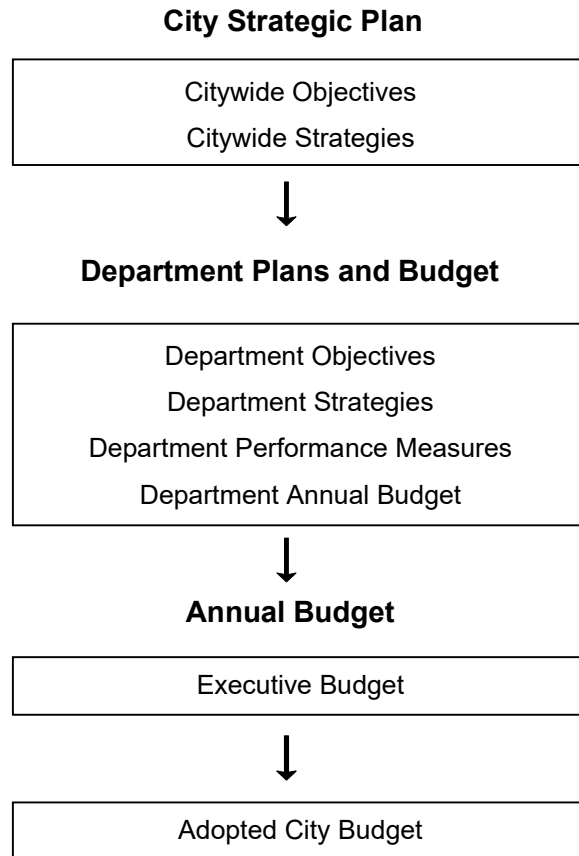 City Strategic Plan
Citywide Objectives
Citywide Strategies
Department Plans and Budget
Department Objectives
Department Strategies
Department Performance Measures
Department Annual Budget
Annual Budget
Executive Budget
Adopted City Budget